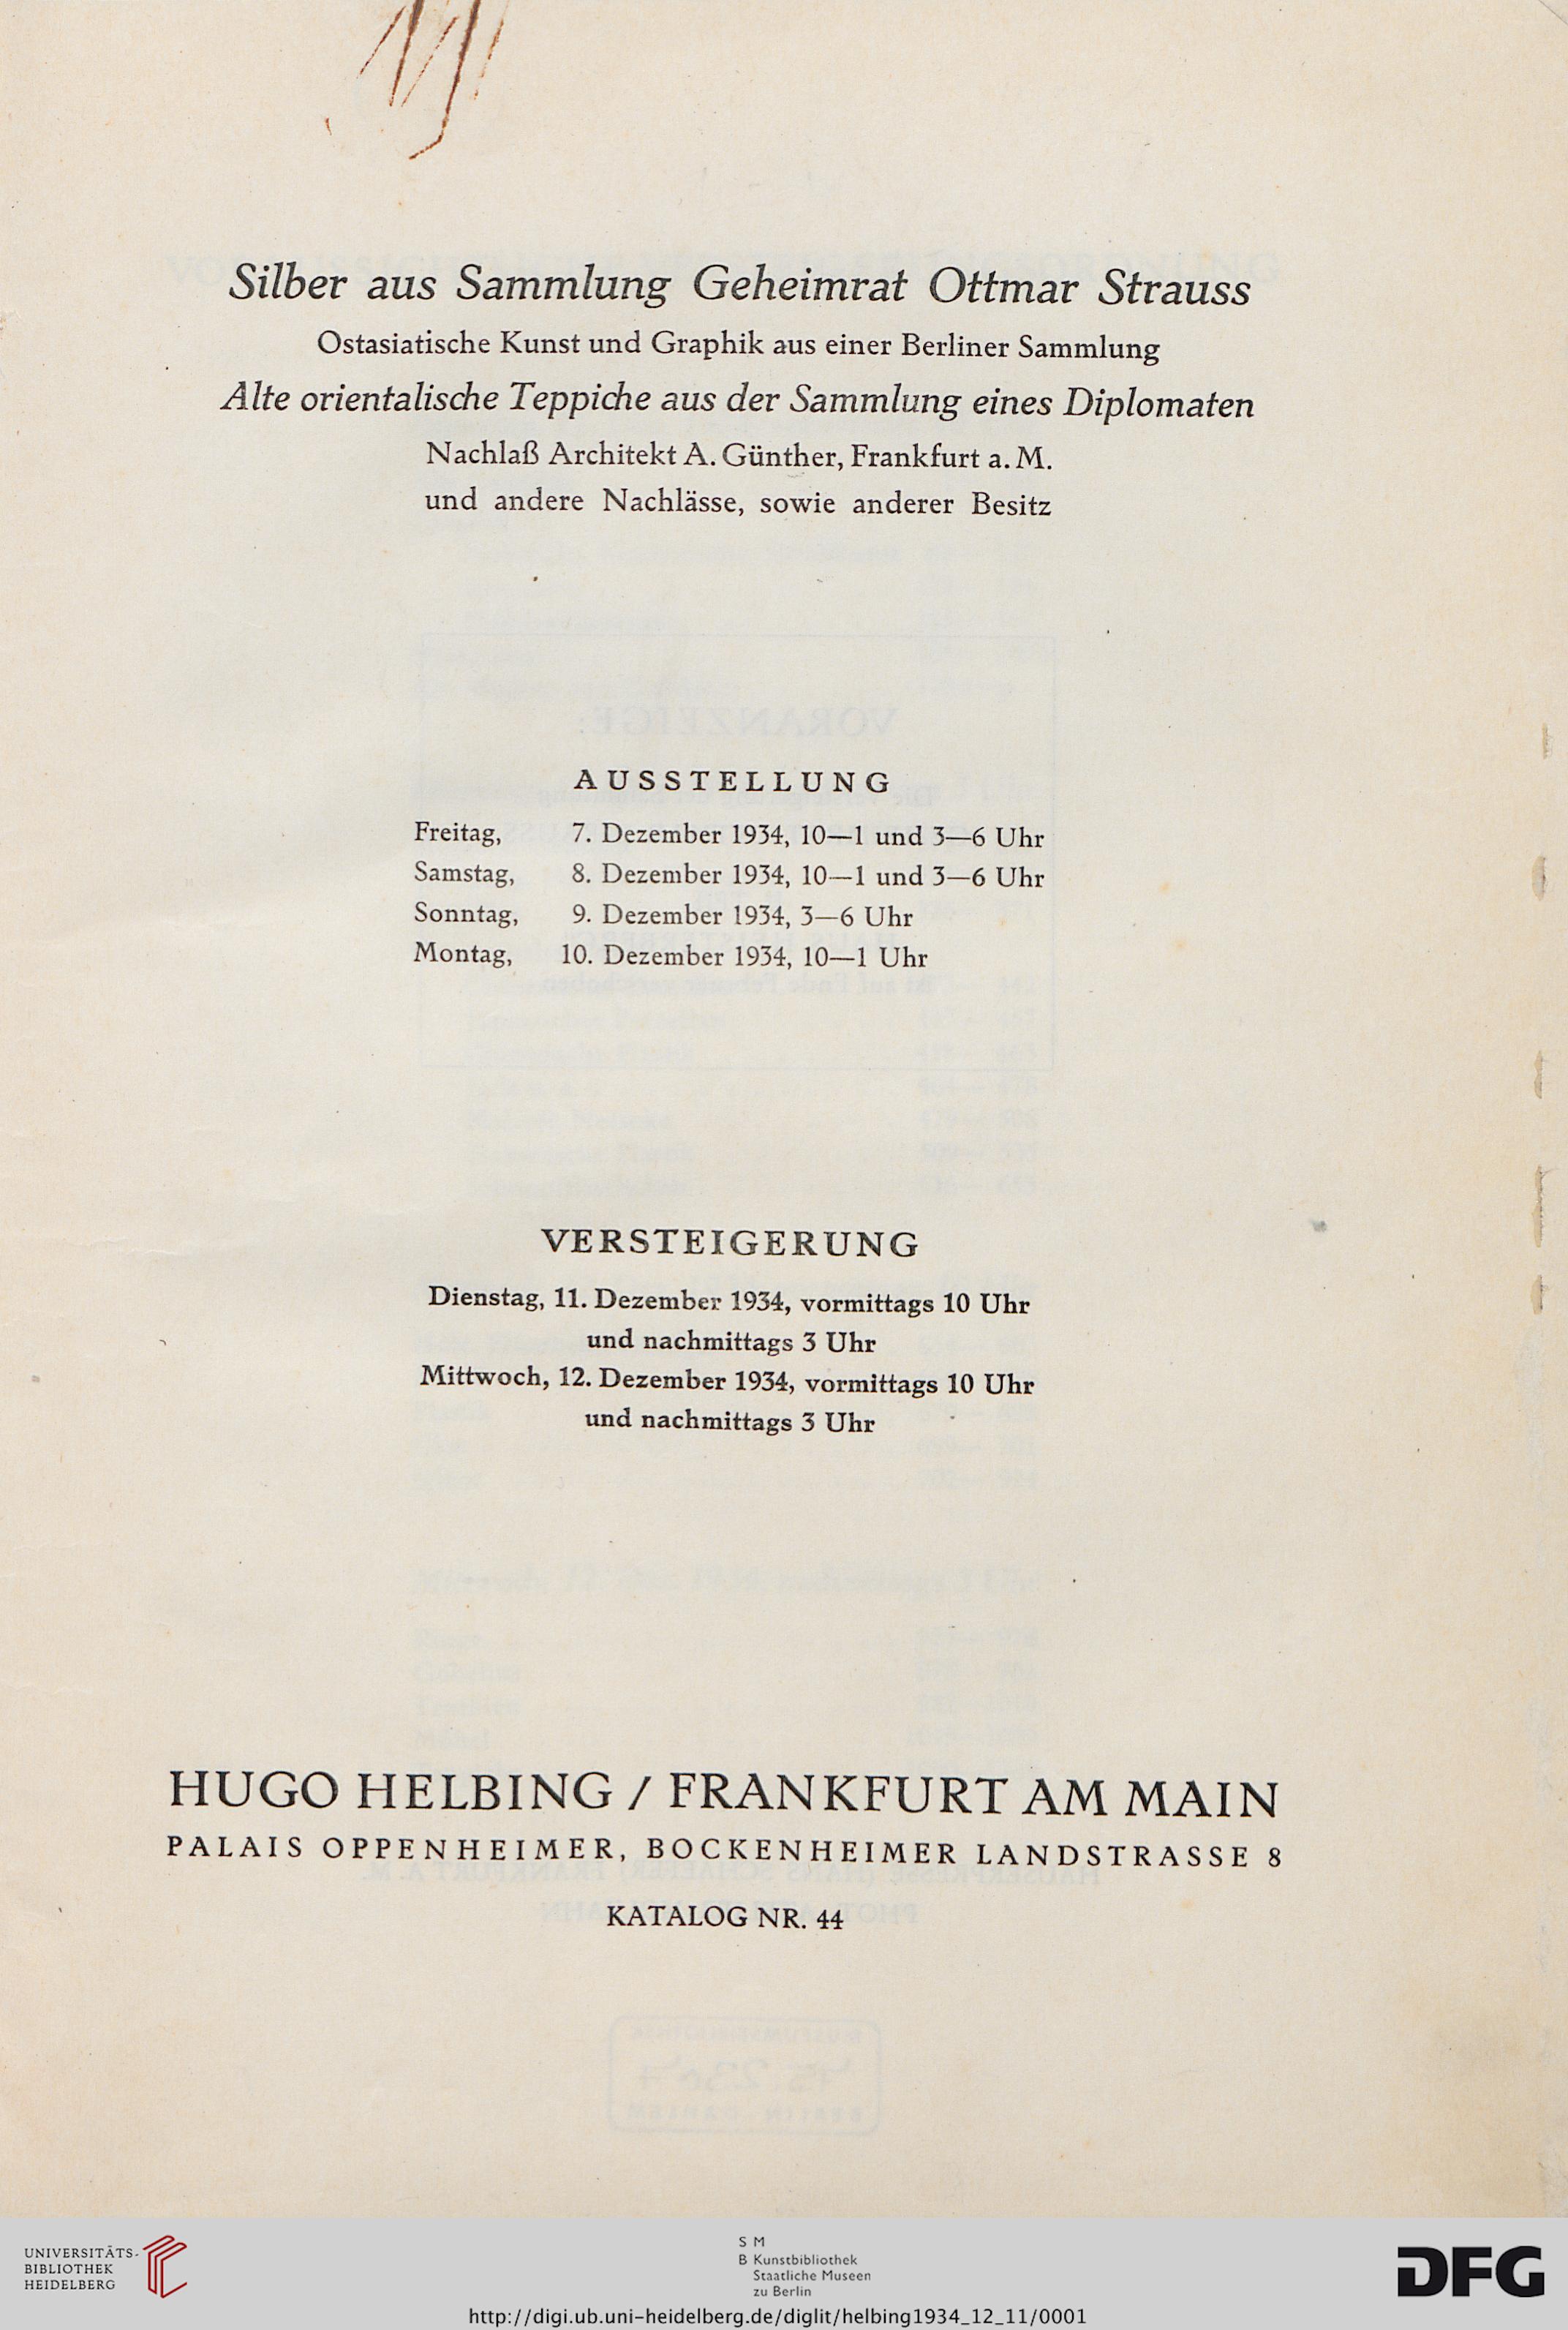 Silber aus Sammlung Geheimrat Ottmar Strauss
Ostasiatische Kunst und Graphik aus einer Berliner Sammlung
Alte orientalische Teppiche aus der Sammlung eines Diplomaten
Nachlaß Architekt A. Günther, Frankfurt a. M.
und andere Nachlässe, sowie anderer Besitz
VORANZEIGE:
AUSSTELLUNG
Freitag, 7. Dezember 1934, 10—1 und 3—6 Uhr
Samstag, 8. Dezember 1934, 10—1 und 3—6 Uhr
Sonntag, 9. Dezember 1934, 3—6 Uhr
Montag, 10. Dezember 1934, 10—1 Uhr
VERSTEIGERUNG
Dienstag, 11. Dezember 1934, vormittags 10 Uhr
und nachmittags 3 Uhr
Mittwoch, 12. Dezember 1934, vormittags 10 Uhr
und nachmittags 3 Uhr
HUGO HELBING / FRANKFURT AM MAIN
PALAIS OPPENHEIMER, BOCKENHEIMER LANDSTRASSE 8
KATALOG NR. 44
UNIVERSITÄTS-
BIBLIOTHEK
HEIDELBERG
S M
B Kunstbibliothek
Staatliche Museen
zu Berlin
DFG
http://digi.ub.uni-heidelberg.de/diglit/helbing1934_12_11/0001